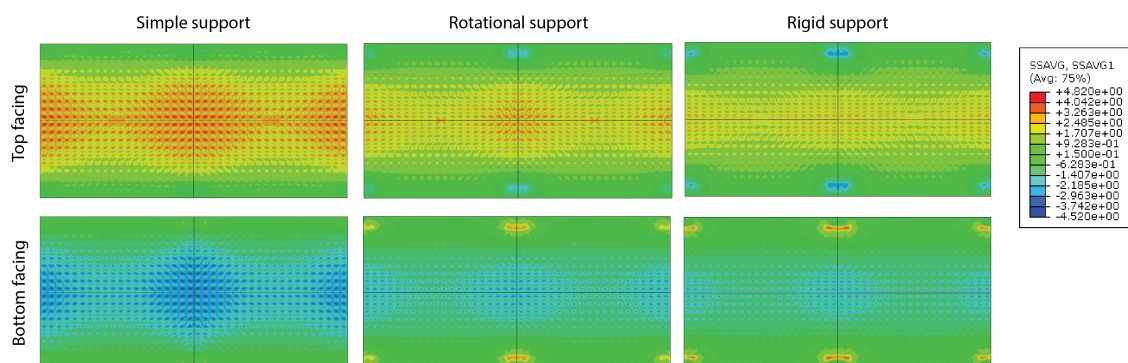 Simple support
Rotational support
Rigid support
Top facing
Bottom facing
SSAVG, SSAVG1
(Avg: 75%)
+4.820e+00
+4.042e+00
+3.263e+00
+2.485e+00
+1.707e+00
+9.283e-01
+1.500e-01
-6.283e-01
-1.407e+00
-2.185e+00
-2.963e+00
-3.742e+00
-4.520e+00